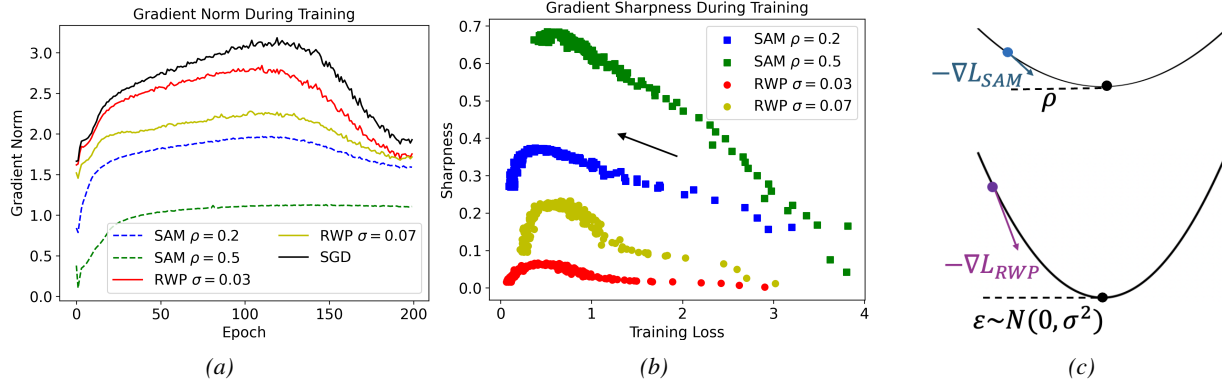 Gradient Norm During Training
Gradient Norm
3.0
2.5
2.0
1.5
1.0
0.5
0.0
SAM ρ = 0.2
SAM ρ = 0.5
RWP σ = 0.03
RWP σ = 0.07
SGD
0 50 100 150 200
Epoch
(a)
Gradient Sharpness During Training
Sharpness
0.7
0.6
0.5
0.4
0.3
0.2
0.1
0.0
SAM ρ = 0.2
SAM ρ = 0.5
RWP σ = 0.03
RWP σ = 0.07
0 1 2 3 4
Training Loss
(b)
−∇L_SAM
ρ
−∇L_RWP
ε~N(0, σ²)
(c)